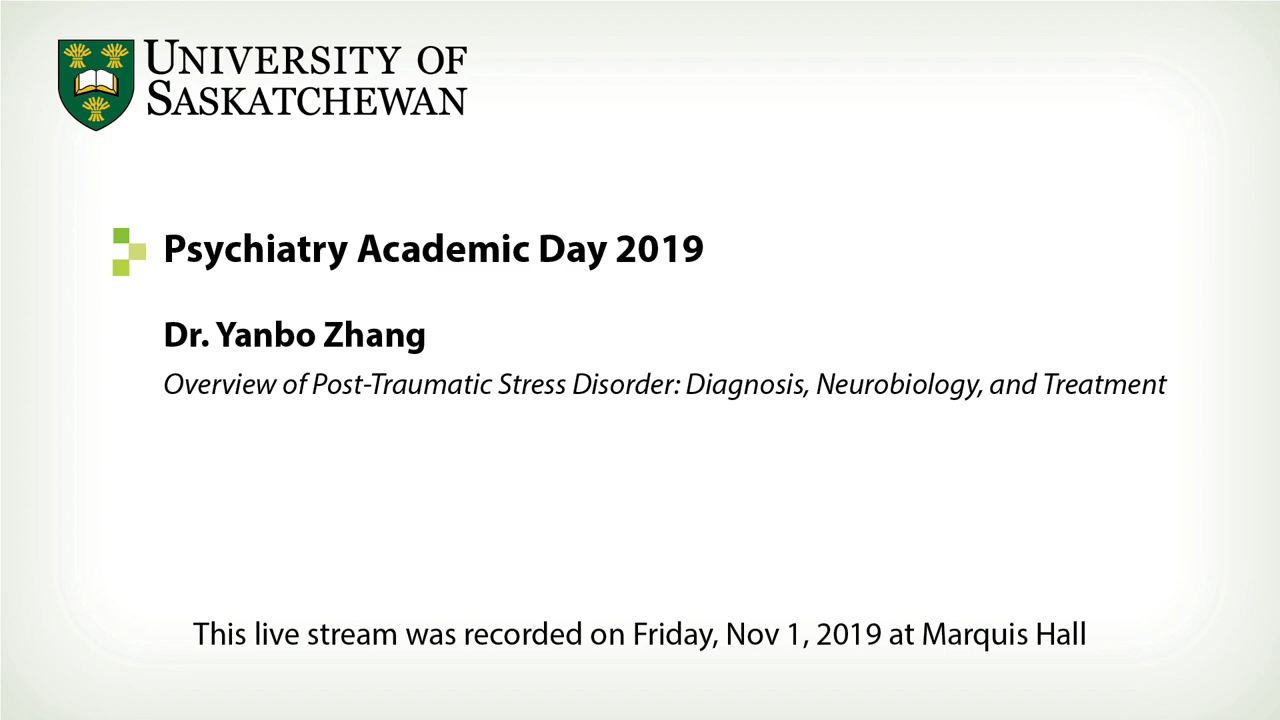 UNIVERSITY OF
SASKATCHEWAN
Psychiatry Academic Day 2019
Dr. Yanbo Zhang
Overview of Post-Traumatic Stress Disorder: Diagnosis, Neurobiology, and Treatment
This live stream was recorded on Friday, Nov 1, 2019 at Marquis Hall